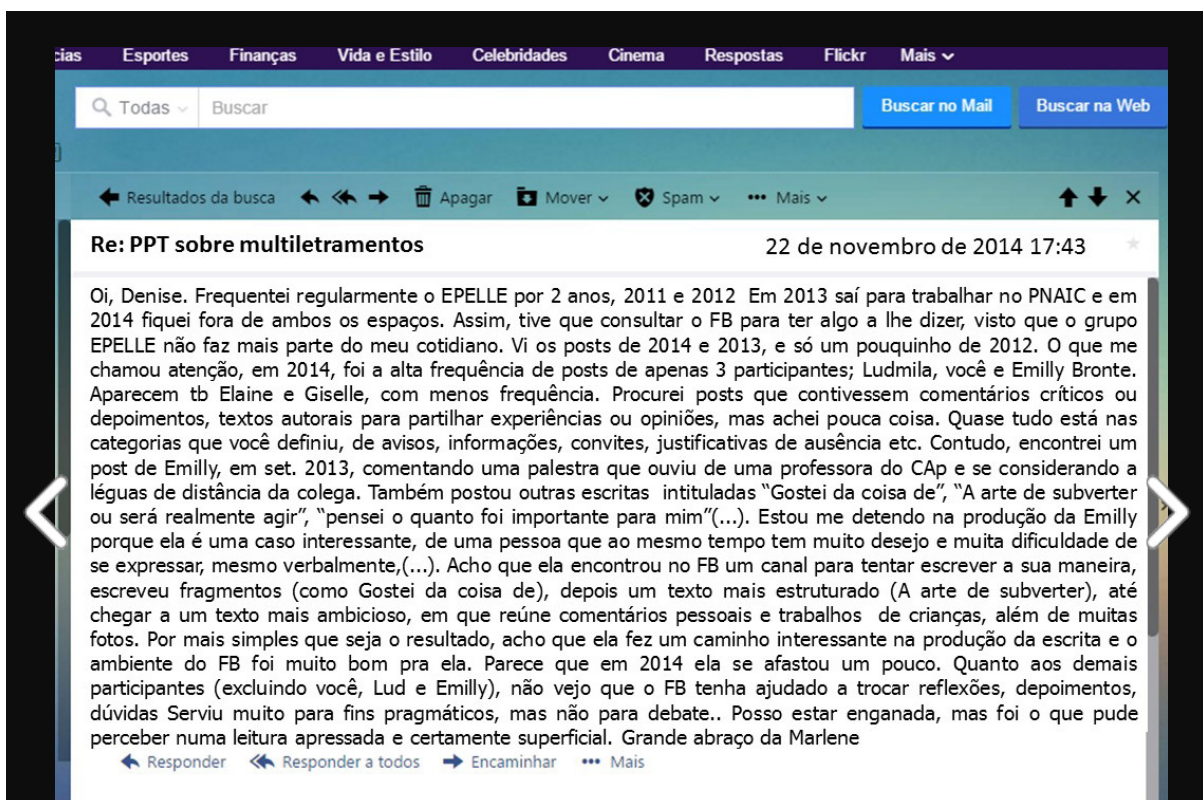 Esportes Finanças Vida e Estilo Celebridades Cinema Respostas Flickr Mais
Todas Buscar Buscar no Mail Buscar na Web
Resultados da busca Apagar Mover Spam Mais
Re: PPT sobre multiletramentos 22 de novembro de 2014 17:43
Oi, Denise. Frequentei regularmente o EPELLE por 2 anos, 2011 e 2012 Em 2013 saí para trabalhar no PNAIC e em
2014 fiquei fora de ambos os espaços. Assim, tive que consultar o FB para ter algo a lhe dizer, visto que o grupo
EPELLE não faz mais parte do meu cotidiano. Vi os posts de 2014 e 2013, e só um pouquinho de 2012. O que me
chamou atenção, em 2014, foi a alta frequência de posts de apenas 3 participantes; Ludmila, você e Emilly Bronte.
Aparecem tb Elaine e Giselle, com menos frequência. Procurei posts que contivessem comentários críticos ou
depoimentos, textos autorais para partilhar experiências ou opiniões, mas achei pouca coisa. Quase tudo está nas
categorias que você definiu, de avisos, informações, convites, justificativas de ausência etc. Contudo, encontrei um
post de Emilly, em set. 2013, comentando uma palestra que ouviu de uma professora do CAp e se considerando a
léguas de distância da colega. Também postou outras escritas intituladas “Gostei da coisa de”, “A arte de subverter
ou será realmente agir”, “pensei o quanto foi importante para mim”(...). Estou me detendo na produção da Emilly
porque ela é uma caso interessante, de uma pessoa que ao mesmo tempo tem muito desejo e muita dificuldade de
se expressar, mesmo verbalmente,(...). Acho que ela encontrou no FB um canal para tentar escrever a sua maneira,
escreveu fragmentos (como Gostei da coisa de), depois um texto mais estruturado (A arte de subverter), até
chegar a um texto mais ambicioso, em que reúne comentários pessoais e trabalhos de crianças, além de muitas
fotos. Por mais simples que seja o resultado, acho que ela fez um caminho interessante na produção da escrita e o
ambiente do FB foi muito bom pra ela. Parece que em 2014 ela se afastou um pouco. Quanto aos demais
participantes (excluindo você, Lud e Emilly), não vejo que o FB tenha ajudado a trocar reflexões, depoimentos,
dúvidas Serviu muito para fins pragmáticos, mas não para debate.. Posso estar enganada, mas foi o que pude
perceber numa leitura apressada e certamente superficial. Grande abraço da Marlene
Responder Responder a todos Encaminhar Mais